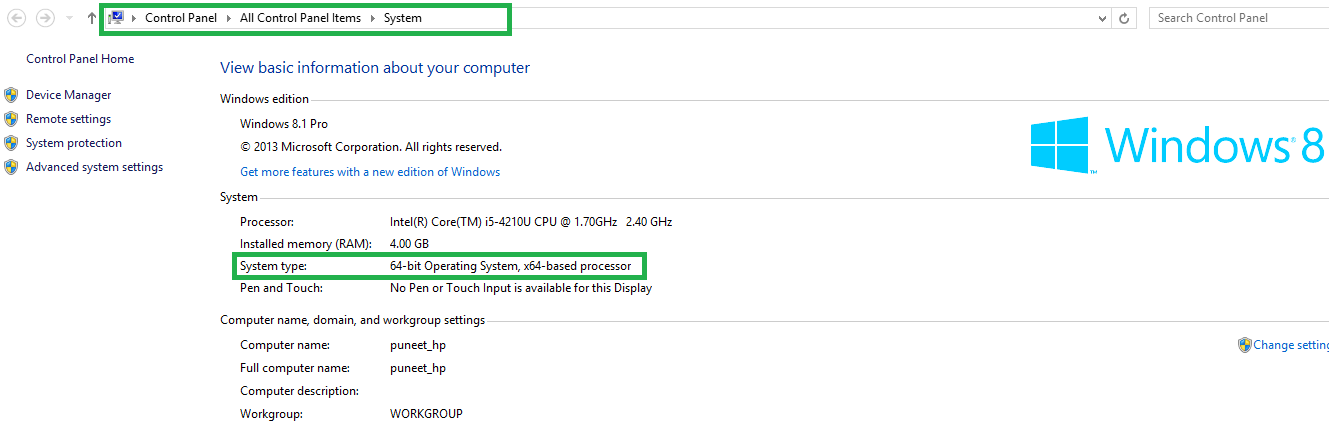 Control Panel All Control Panel Items System
Search Control Panel
Control Panel Home
Device Manager
Remote settings
System protection
Advanced system settings
View basic information about your computer
Windows edition
Windows 8.1 Pro
© 2013 Microsoft Corporation. All rights reserved.
Get more features with a new edition of Windows
Windows® 8
™
System
Processor: Intel(R) Core(TM) i5-4210U CPU @ 1.70GHz 2.40 GHz
Installed memory (RAM): 4.00 GB
System type: 64-bit Operating System, x64-based processor
Pen and Touch: No Pen or Touch Input is available for this Display
Computer name, domain, and workgroup settings
Computer name: puneet_hp
Change setting
Full computer name: puneet_hp
Computer description:
Workgroup: WORKGROUP